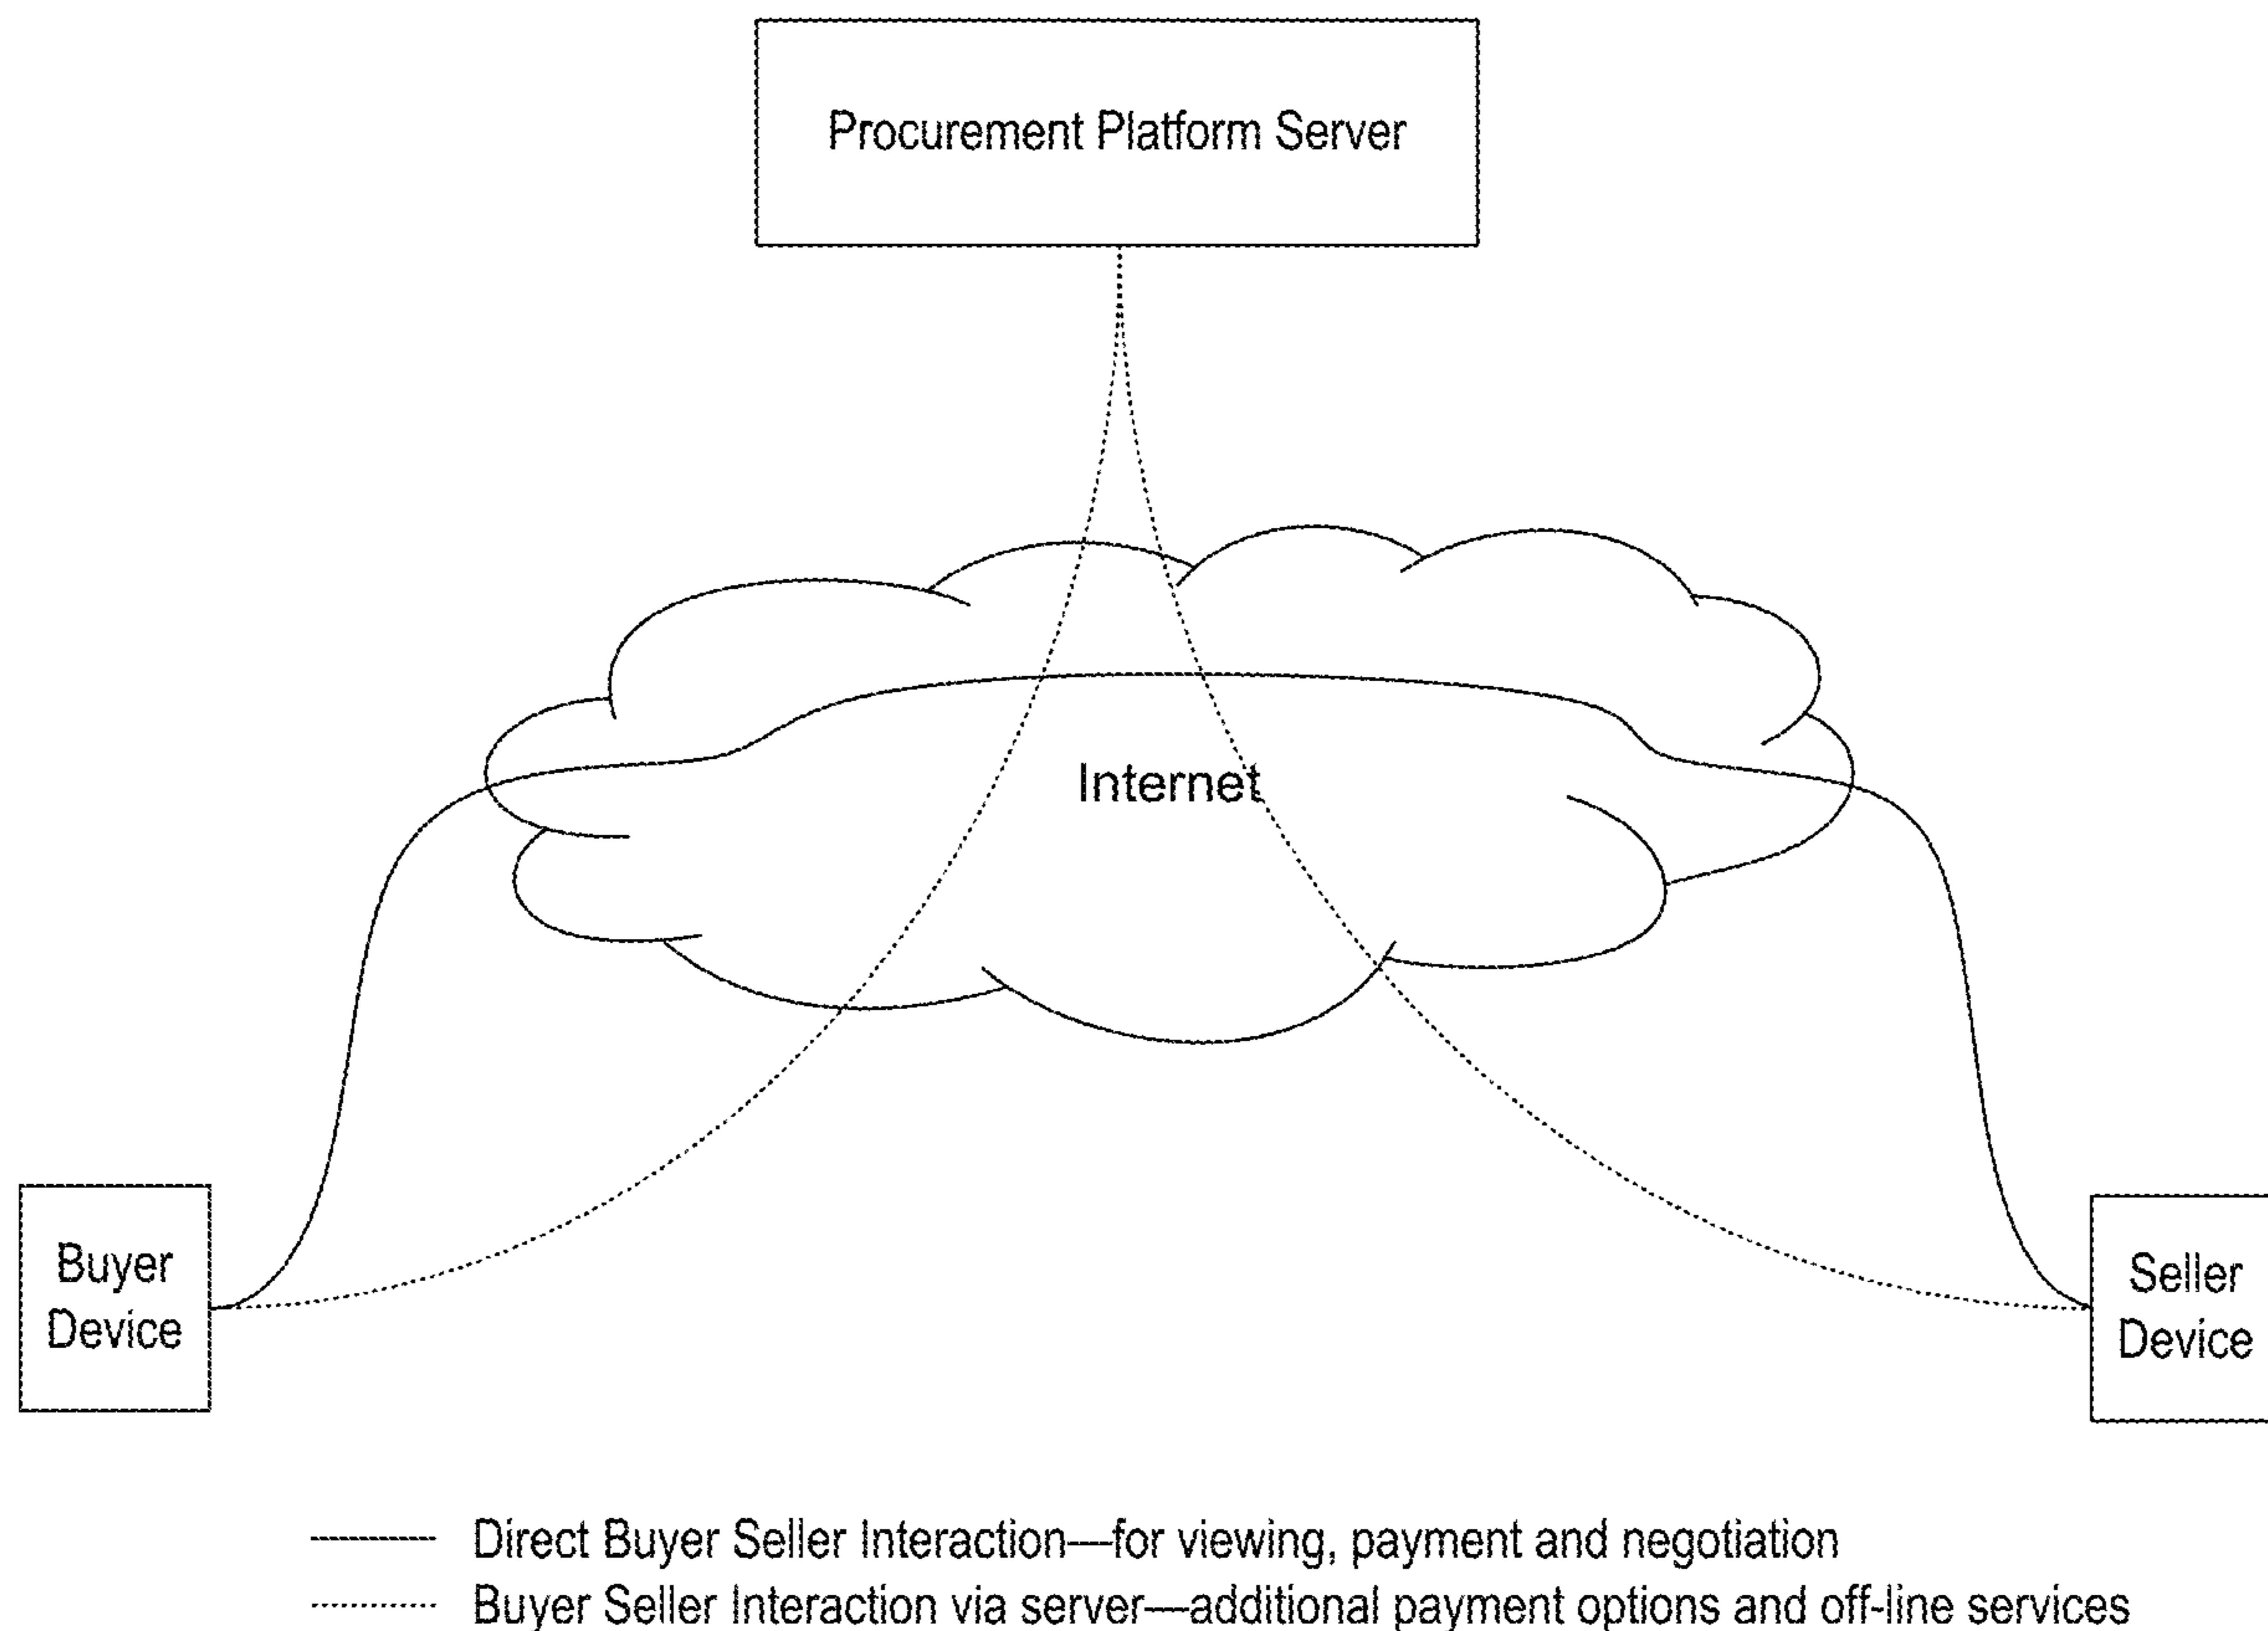 Procurement Platform Server
Internet
Buyer
Device
Seller
Device
Direct Buyer Seller Interaction—for viewing, payment and negotiation
Buyer Seller Interaction via server—additional payment options and off-line services